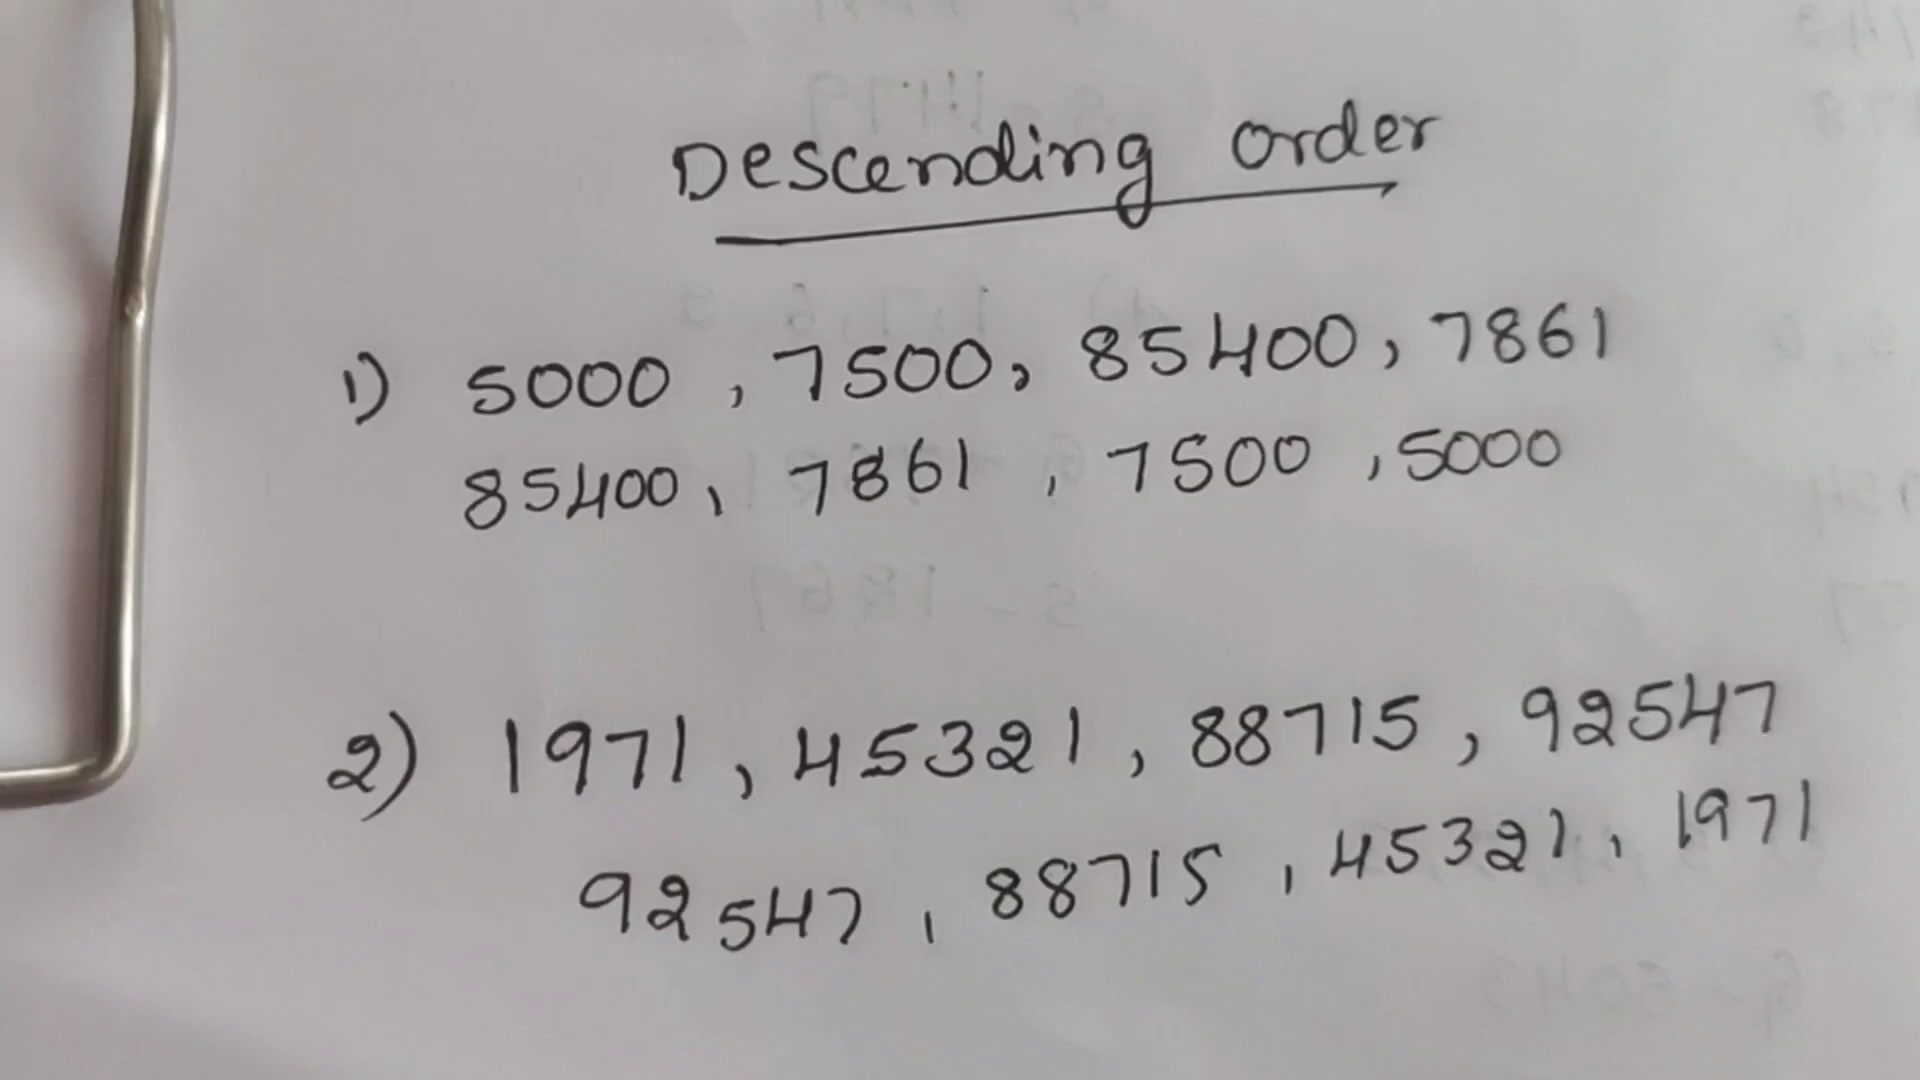 Descending order
1) 5000 , 7500, 85400, 7861
85400, 7861 , 7500 , 5000
2) 1971, 45321, 88715, 92547
92547, 88715, 45321, 1971